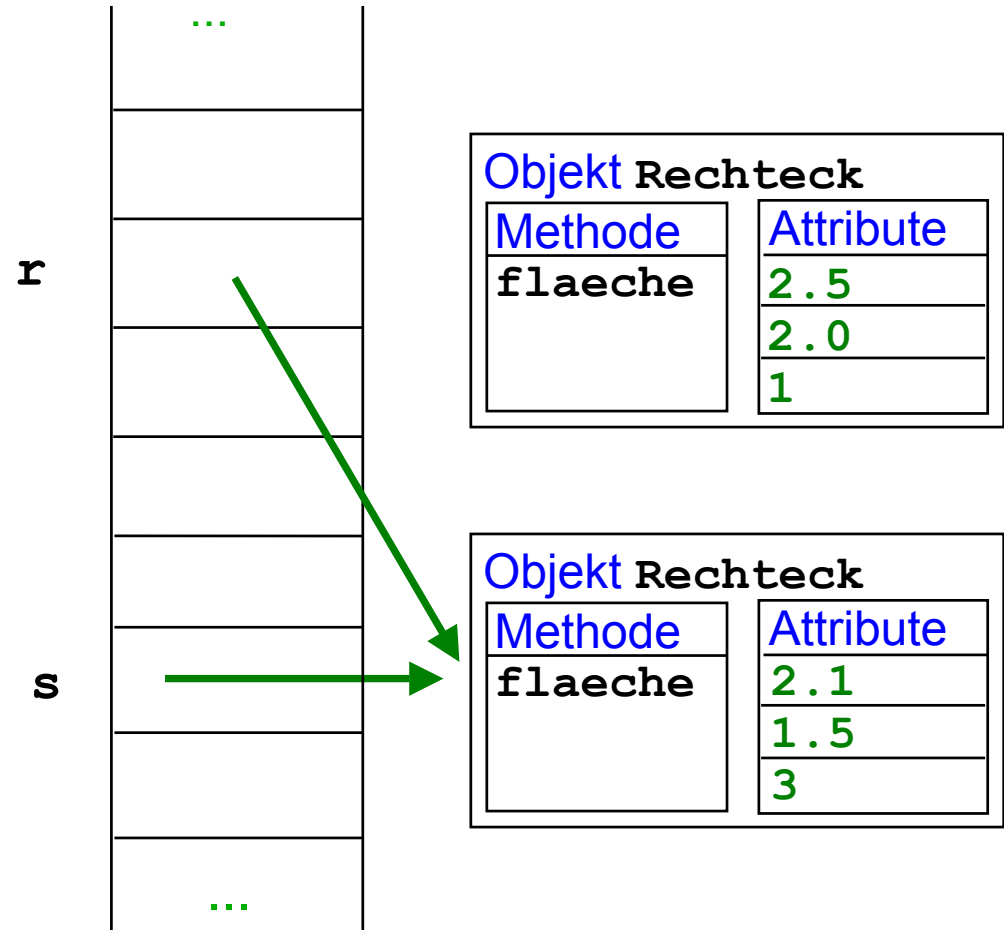 ...
r
Objekt Rechteck
Methode
flaeche
Attribute
2.5
2.0
1
s
Objekt Rechteck
Methode
flaeche
Attribute
2.1
1.5
3
...